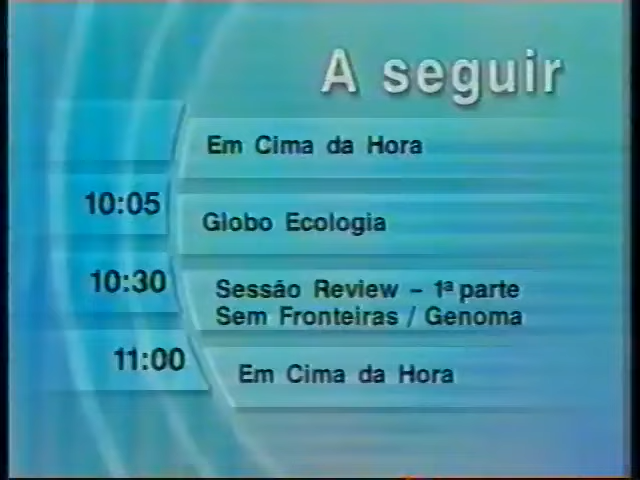 A seguir
Em Cima da Hora
10:05
Globo Ecologia
10:30
Sessão Review - 1ª parte
Sem Fronteiras / Genoma
11:00
Em Cima da Hora